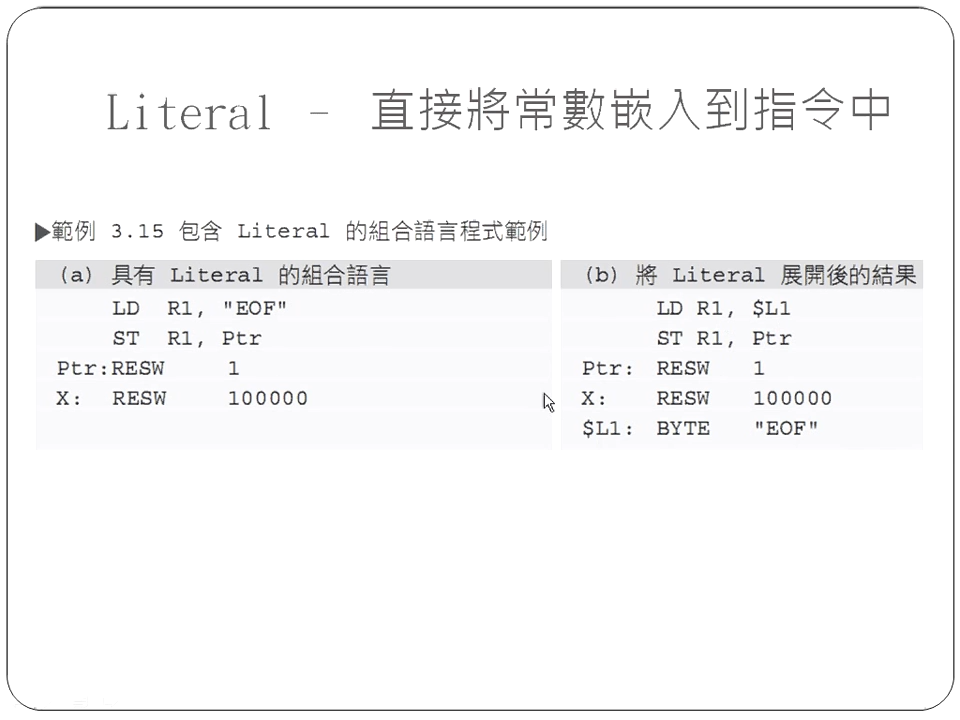 Literal － 直接將常數嵌入到指令中
▶範例 3.15 包含 Literal 的組合語言程式範例
(a) 具有 Literal 的組合語言
LD R1, "EOF"
ST R1, Ptr
Ptr:RESW 1
X: RESW 100000
(b) 將 Literal 展開後的結果
LD R1, $L1
ST R1, Ptr
Ptr: RESW 1
X: RESW 100000
$L1: BYTE "EOF"